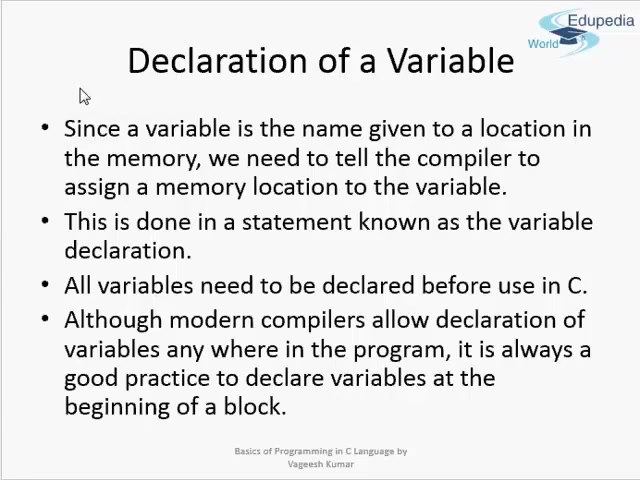 Edupedia
World
Declaration of a Variable
• Since a variable is the name given to a location in
the memory, we need to tell the compiler to
assign a memory location to the variable.
• This is done in a statement known as the variable
declaration.
• All variables need to be declared before use in C.
• Although modern compilers allow declaration of
variables any where in the program, it is always a
good practice to declare variables at the
beginning of a block.
Basics of Programming in C Language by
Vageesh Kumar